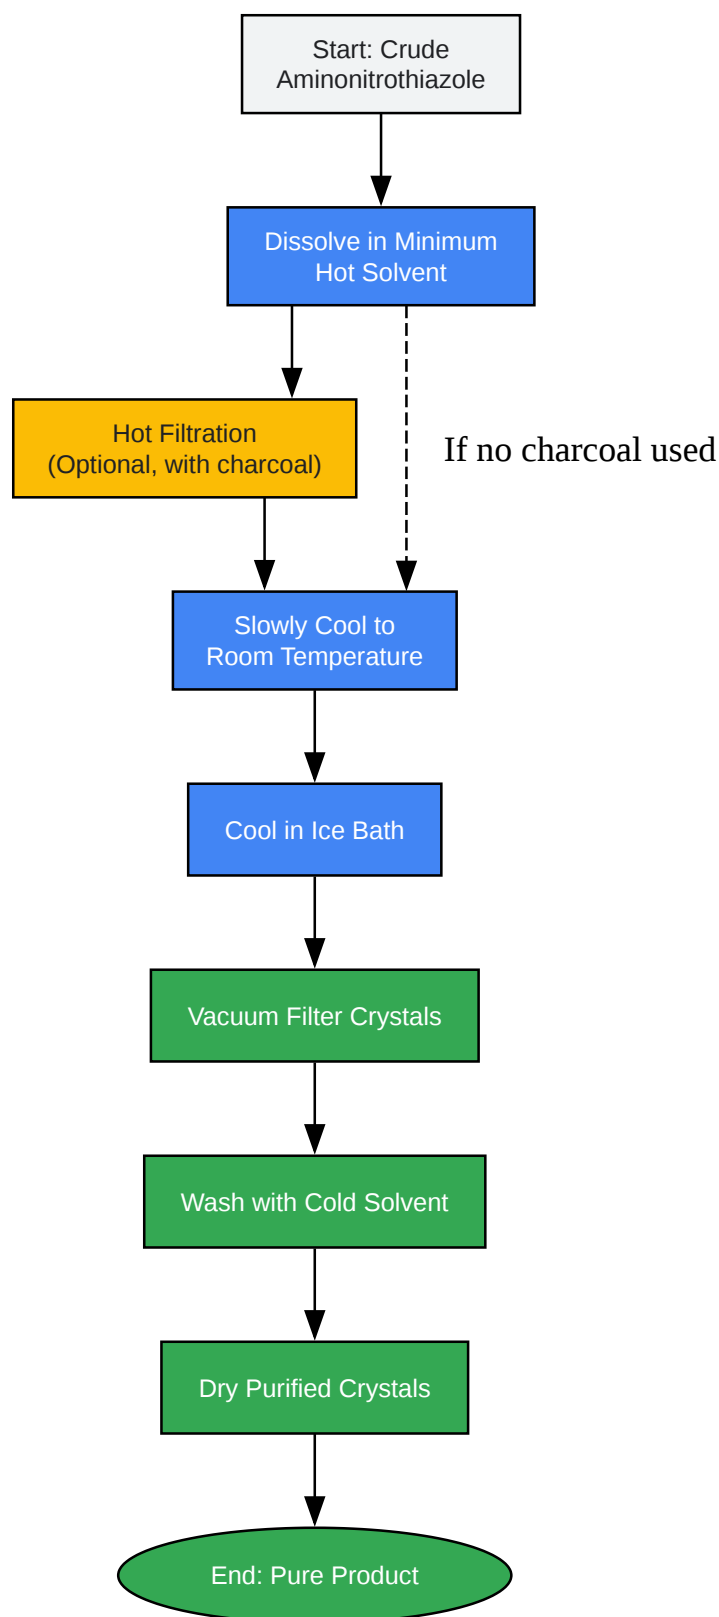 Start: Crude
Aminonitrothiazole
Dissolve in Minimum
Hot Solvent
Hot Filtration
(Optional, with charcoal)
If no charcoal used
Slowly Cool to
Room Temperature
Cool in Ice Bath
Vacuum Filter Crystals
Wash with Cold Solvent
Dry Purified Crystals
End: Pure Product